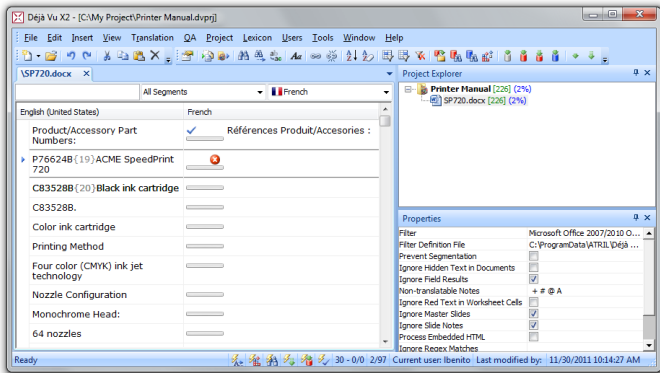 Déjà Vu X2 - [C:\My Project\Printer Manual.dvprj]
File Edit Insert View Translation QA Project Lexicon Users Tools Window Help
\SP720.docx
All Segments French
English (United States) French
Product/Accessory Part Numbers: Références Produit/Accesories :
P76624B{19}ACME SpeedPrint 720
C83528B{20}Black ink cartridge
C83528B.
Color ink cartridge
Printing Method
Four color (CMYK) ink jet technology
Nozzle Configuration
Monochrome Head:
64 nozzles
Project Explorer
Printer Manual [226] (2%)
SP720.docx [226] (2%)
Properties
Filter Microsoft Office 2007/2010 O...
Filter Definition File C:\ProgramData\ATRIL\Déjà ...
Prevent Segmentation
Ignore Hidden Text in Documents
Ignore Field Results
Non-translatable Notes + # @ A
Ignore Red Text in Worksheet Cells
Ignore Master Slides
Ignore Slide Notes
Process Embedded HTML
Ignore Regex Matches
Ready 30 - 0/0 2/97 Current user: lbenito Last modified by: 11/30/2011 10:14:27 AM